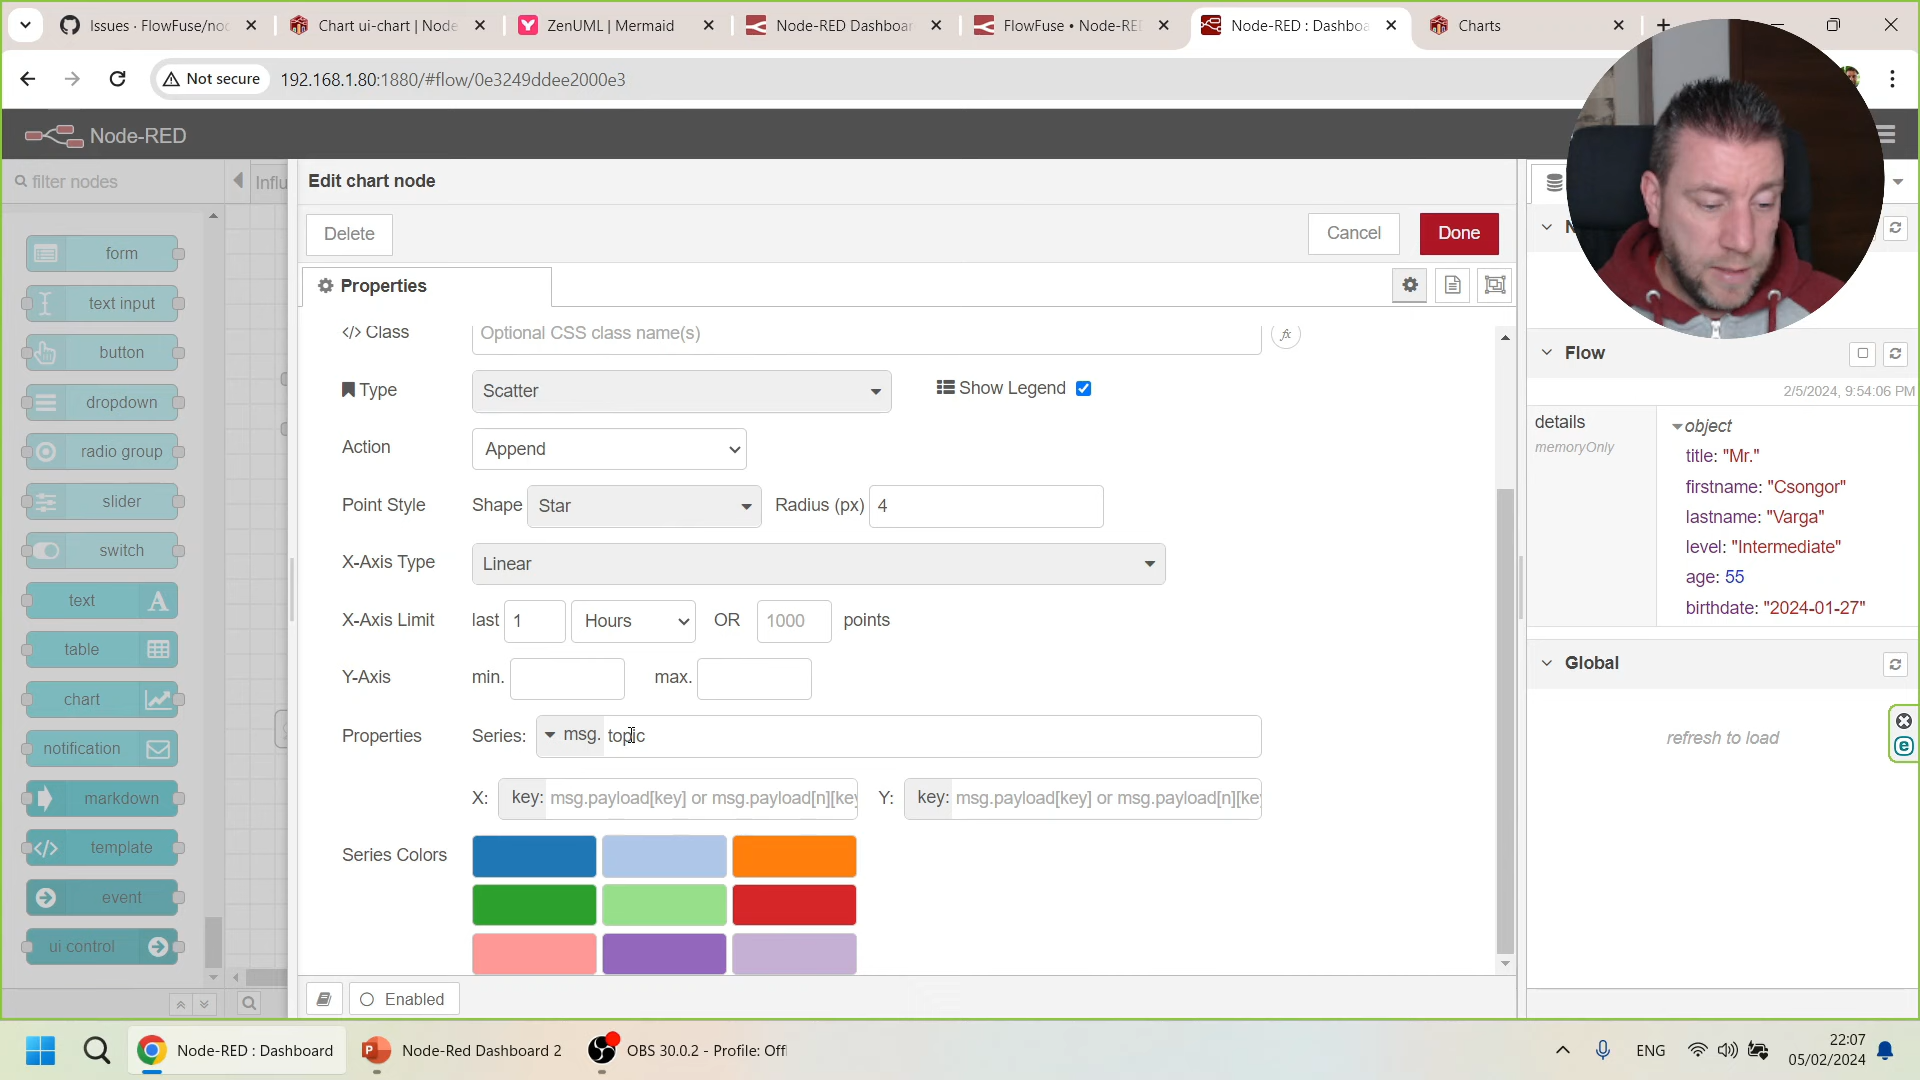 Issues · FlowFuse/no
Chart ui-chart | Node
ZenUML | Mermaid
Node-RED Dashboar
FlowFuse • Node-RE
Node-RED : Dashbo
Charts
Not secure
192.168.1.80:1880/#flow/0e3249ddee2000e3
Node-RED
filter nodes
Influ
Edit chart node
Delete
Cancel
Done
Properties
form
text input
button
dropdown
radio group
slider
switch
text
table
chart
notification
markdown
template
event
ui control
</> Class
Optional CSS class name(s)
fx
Type
Scatter
Show Legend
Action
Append
Point Style
Shape
Star
Radius (px)
4
X-Axis Type
Linear
X-Axis Limit
last
1
Hours
OR
1000
points
Y-Axis
min.
max.
Properties
Series:
msg.
topic
X:
key:
msg.payload[key] or msg.payload[n][key
Y:
key:
msg.payload[key] or msg.payload[n][ke
Series Colors
Enabled
Flow
2/5/2024, 9:54:06 PM
details
memoryOnly
object
title: "Mr."
firstname: "Csongor"
lastname: "Varga"
level: "Intermediate"
age: 55
birthdate: "2024-01-27"
Global
refresh to load
Node-RED : Dashboard
Node-Red Dashboard 2
OBS 30.0.2 - Profile: Off
ENG
22:07
05/02/2024